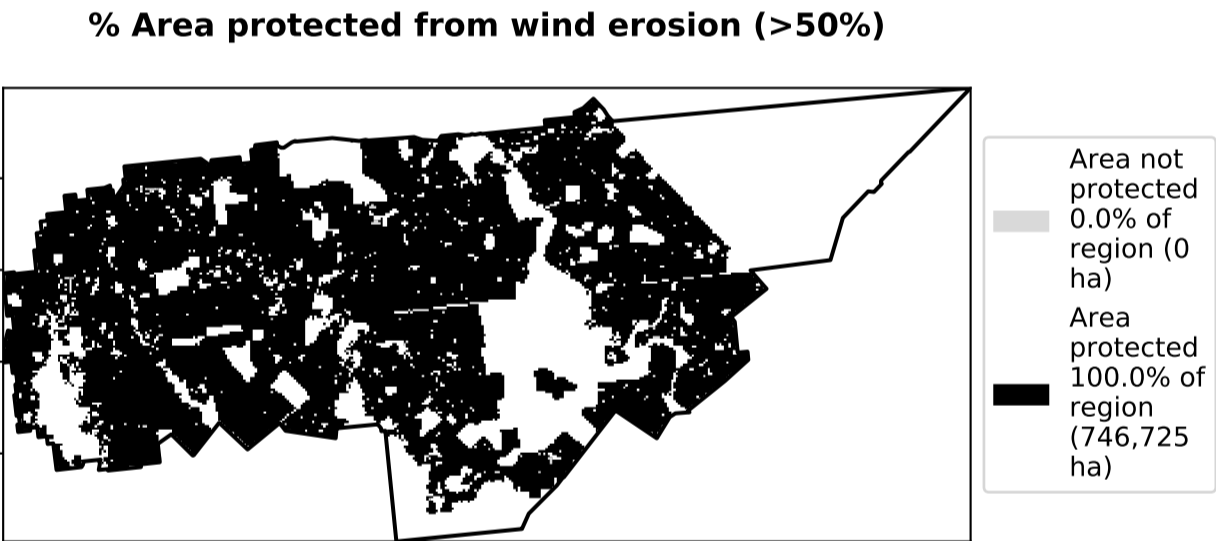 % Area protected from wind erosion (>50%)
Area not
protected
0.0% of
region (0
ha)
Area
protected
100.0% of
region
(746,725
ha)